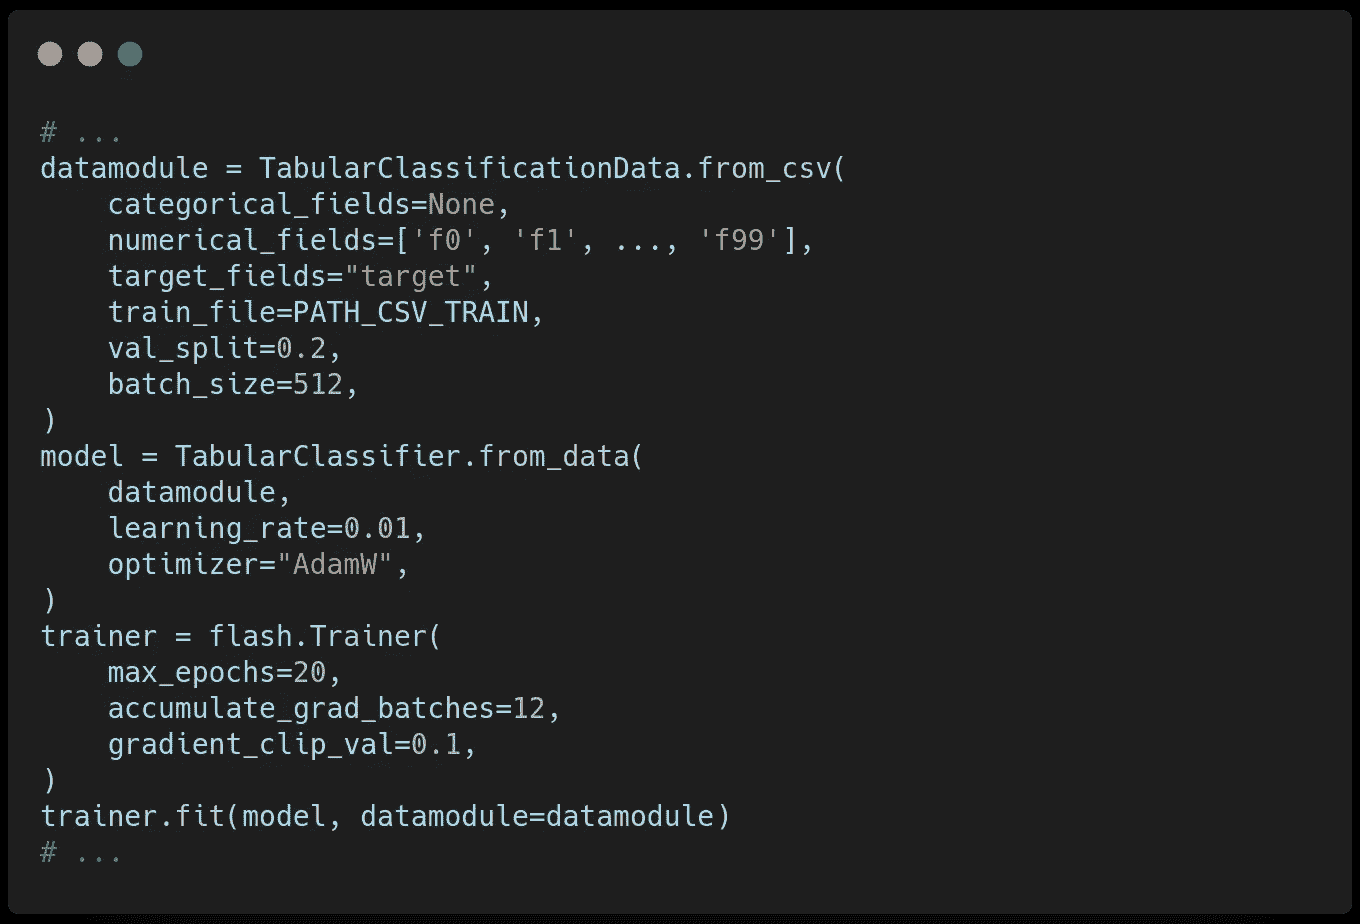 # ...
datamodule = TabularClassificationData.from_csv(
    categorical_fields=None,
    numerical_fields=['f0', 'f1', ..., 'f99'],
    target_fields="target",
    train_file=PATH_CSV_TRAIN,
    val_split=0.2,
    batch_size=512,
)
model = TabularClassifier.from_data(
    datamodule,
    learning_rate=0.01,
    optimizer="AdamW",
)
trainer = flash.Trainer(
    max_epochs=20,
    accumulate_grad_batches=12,
    gradient_clip_val=0.1,
)
trainer.fit(model, datamodule=datamodule)
# ...